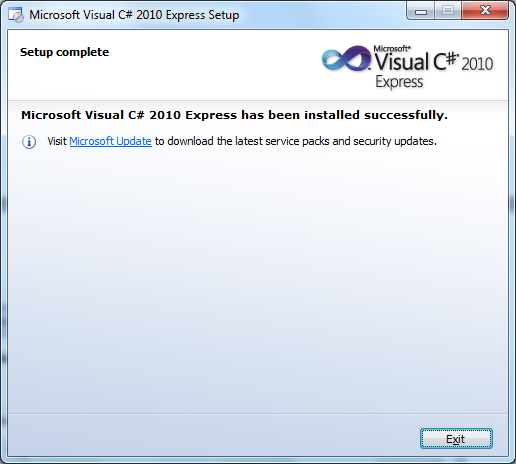 Microsoft Visual C# 2010 Express Setup
Setup complete
Microsoft®
Visual C#® 2010
Express
Microsoft Visual C# 2010 Express has been installed successfully.
Visit Microsoft Update to download the latest service packs and security updates.
Exit